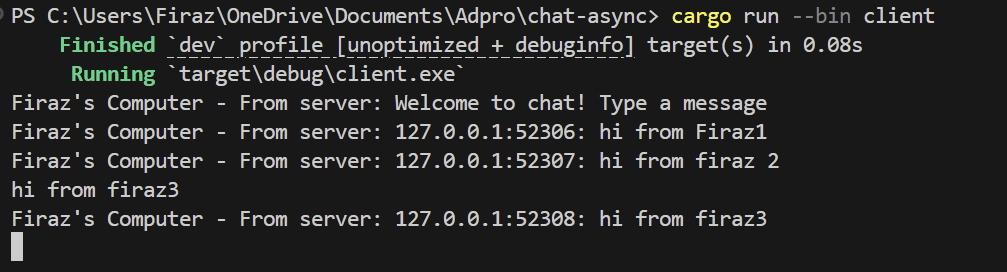 PS C:\Users\Firaz\OneDrive\Documents\Adpro\chat-async> cargo run --bin client
Finished `dev` profile [unoptimized + debuginfo] target(s) in 0.08s
Running `target\debug\client.exe`
Firaz's Computer - From server: Welcome to chat! Type a message
Firaz's Computer - From server: 127.0.0.1:52306: hi from Firaz1
Firaz's Computer - From server: 127.0.0.1:52307: hi from firaz 2
hi from firaz3
Firaz's Computer - From server: 127.0.0.1:52308: hi from firaz3